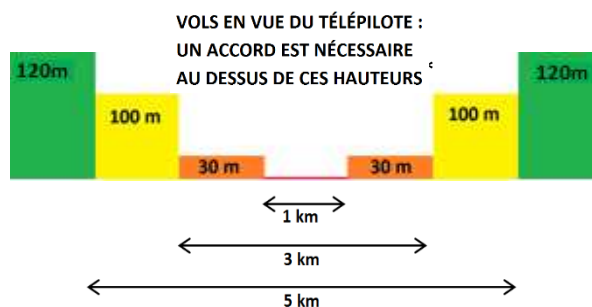 VOLS EN VUE DU TÉLÉPILOTE :
UN ACCORD EST NÉCESSAIRE
AU DESSUS DE CES HAUTEURS
120m
120m
100 m
100 m
30 m
30 m
1 km
3 km
5 km